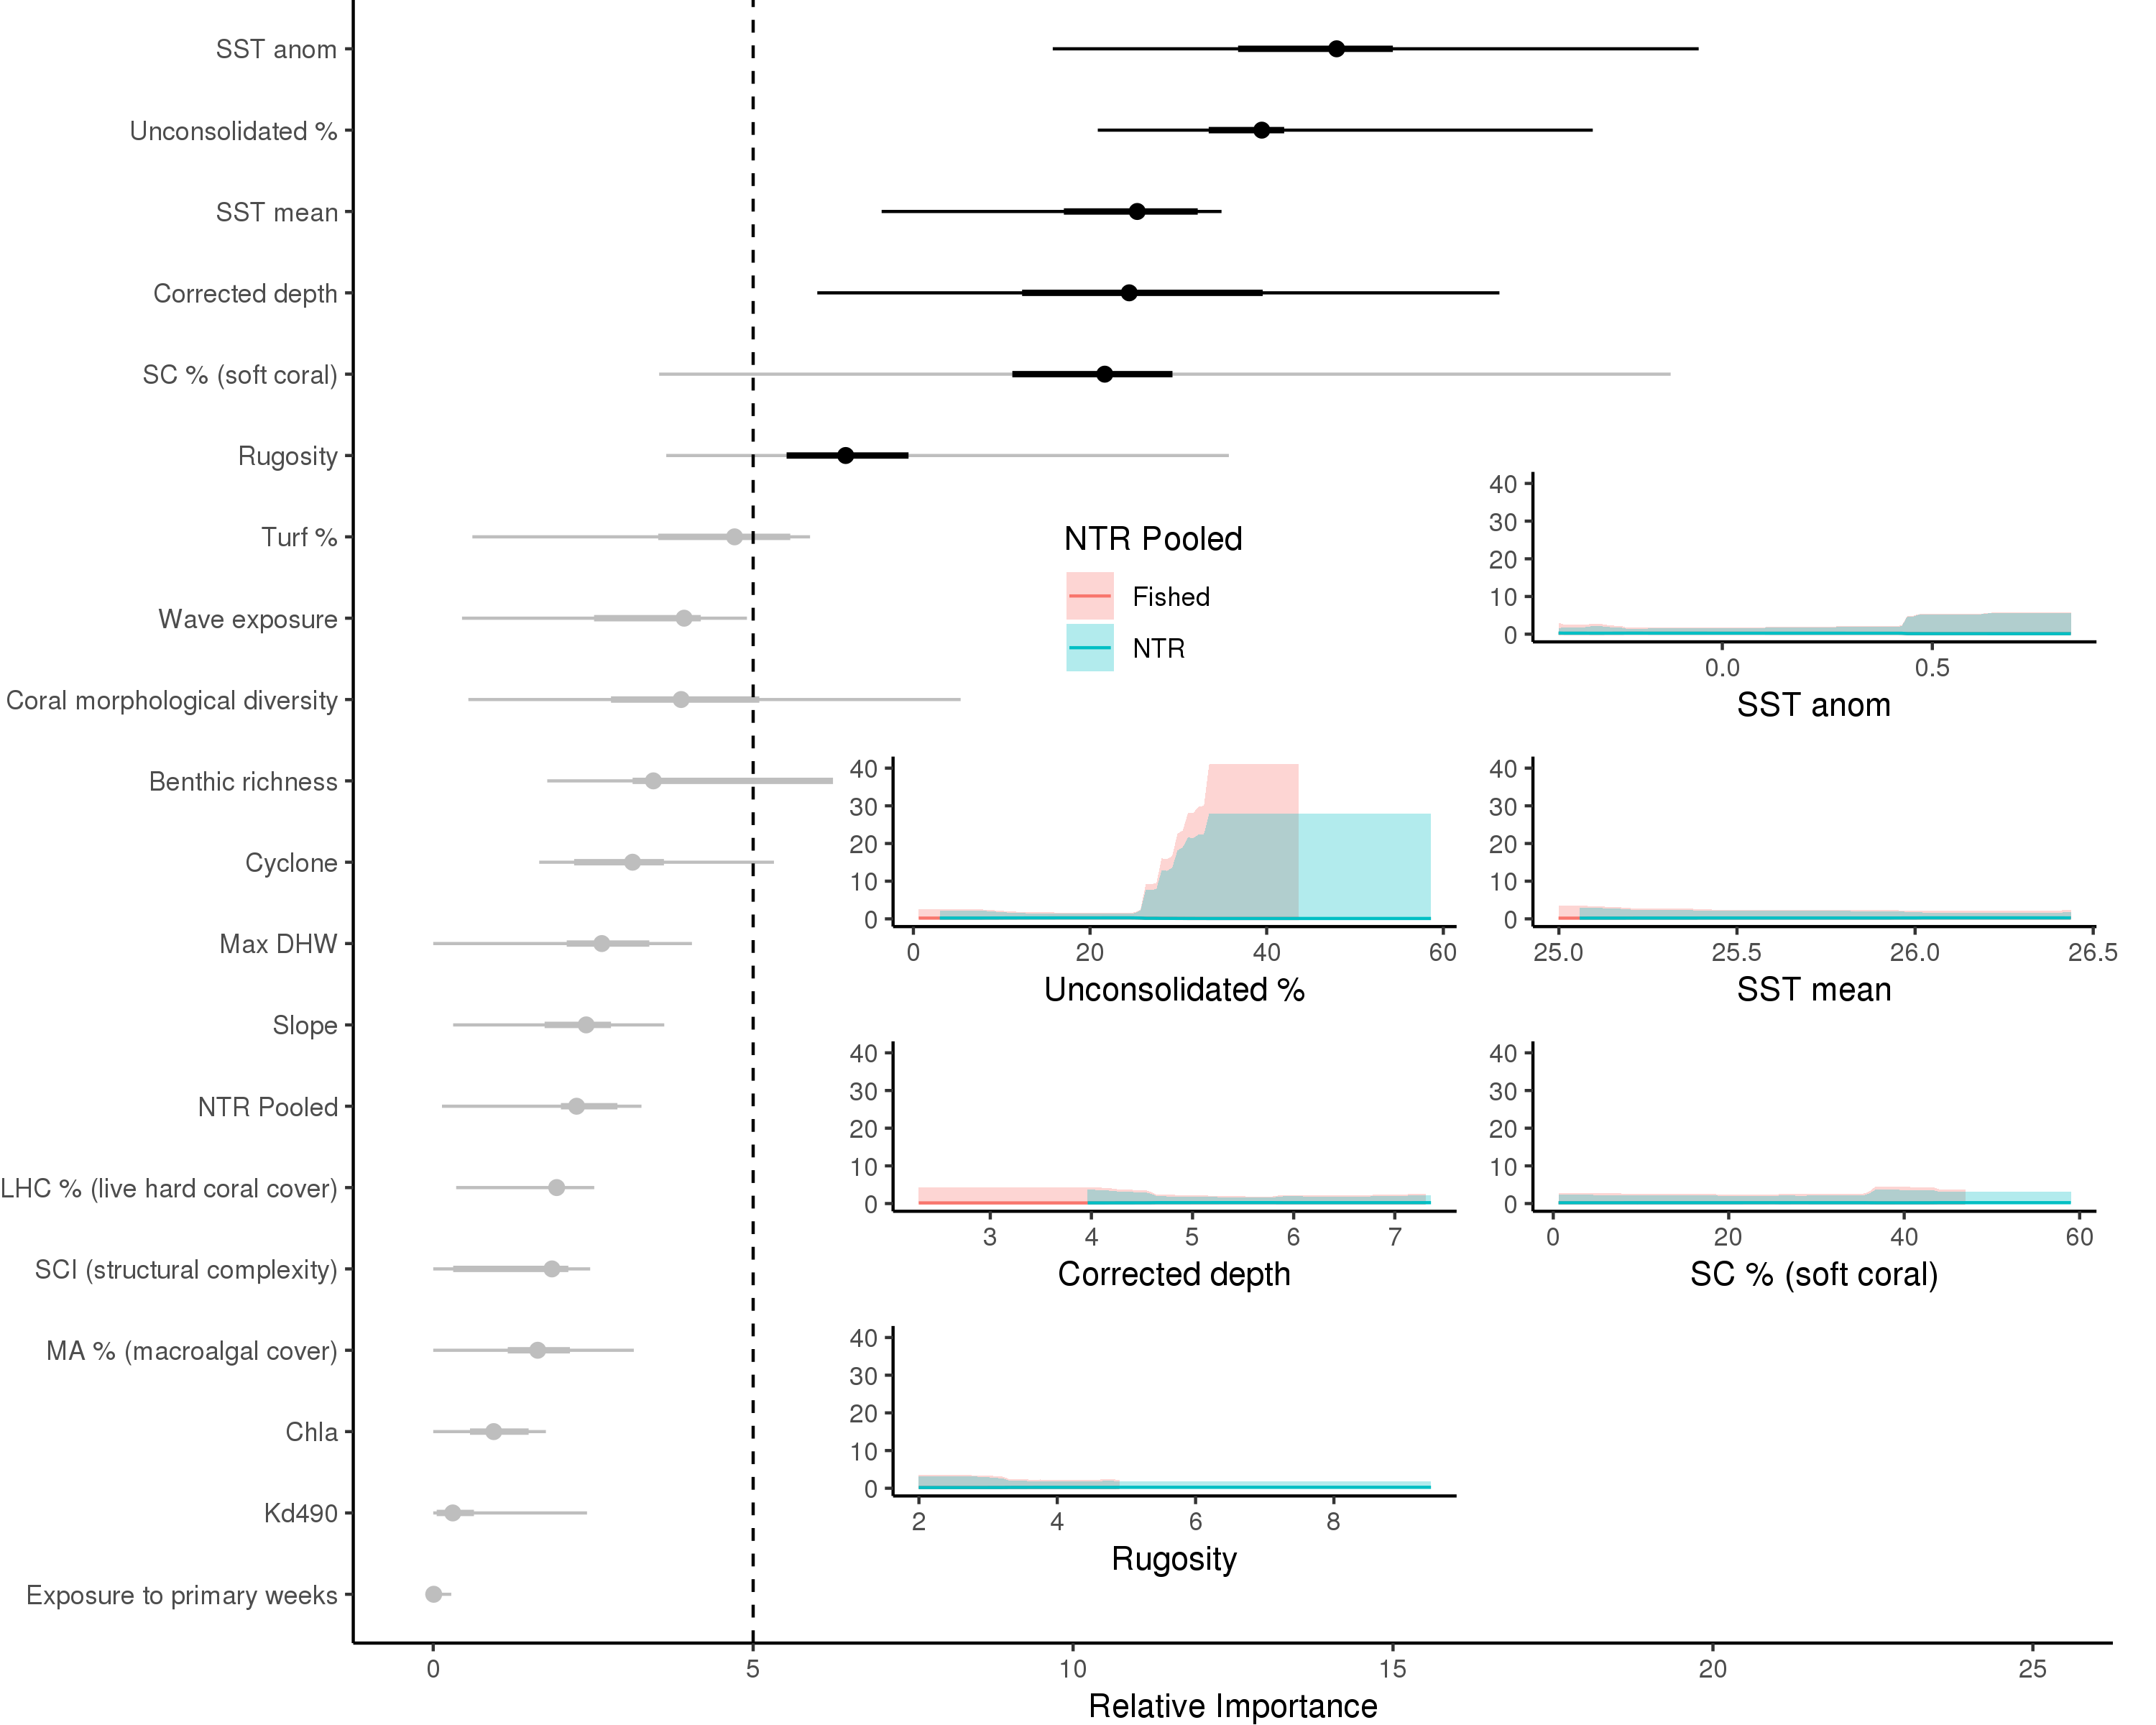 SST anom
Unconsolidated %
SST mean
Corrected depth
SC % (soft coral)
Rugosity
Turf %
Wave exposure
Coral morphological diversity
Benthic richness
Cyclone
Max DHW
Slope
NTR Pooled
LHC % (live hard coral cover)
SCI (structural complexity)
MA % (macroalgal cover)
Chla
Kd490
Exposure to primary weeks
0 5 10 15 20 25
Relative Importance
NTR Pooled
Fished
NTR
40
30
20
10
0
0.0 0.5
SST anom
40
30
20
10
0
0 20 40 60
Unconsolidated %
40
30
20
10
0
25.0 25.5 26.0 26.5
SST mean
40
30
20
10
0
3 4 5 6 7
Corrected depth
40
30
20
10
0
0 20 40 60
SC % (soft coral)
40
30
20
10
0
2 4 6 8
Rugosity